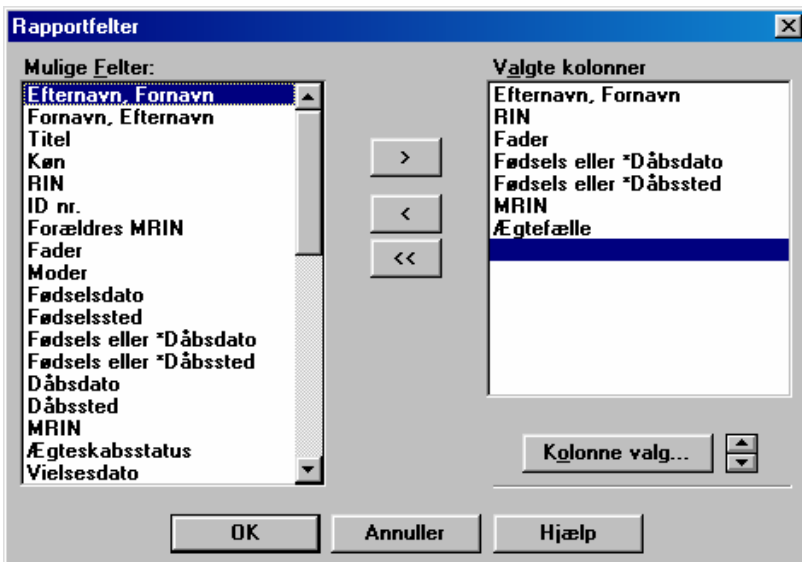 Rapportfelter
Mulige Felter:
Efternavn, Fornavn
Fornavn, Efternavn
Titel
Køn
RIN
ID nr.
Forældres MRIN
Fader
Moder
Fødselsdato
Fødselssted
Fødsels eller *Dåbsdato
Fødsels eller *Dåbssted
Dåbsdato
Dåbssted
MRIN
Ægteskabsstatus
Vielsesdato
>
<
<<
Valgte kolonner
Efternavn, Fornavn
RIN
Fader
Fødsels eller *Dåbsdato
Fødsels eller *Dåbssted
MRIN
Ægtefælle
Kolonne valg...
OK
Annuller
Hjælp